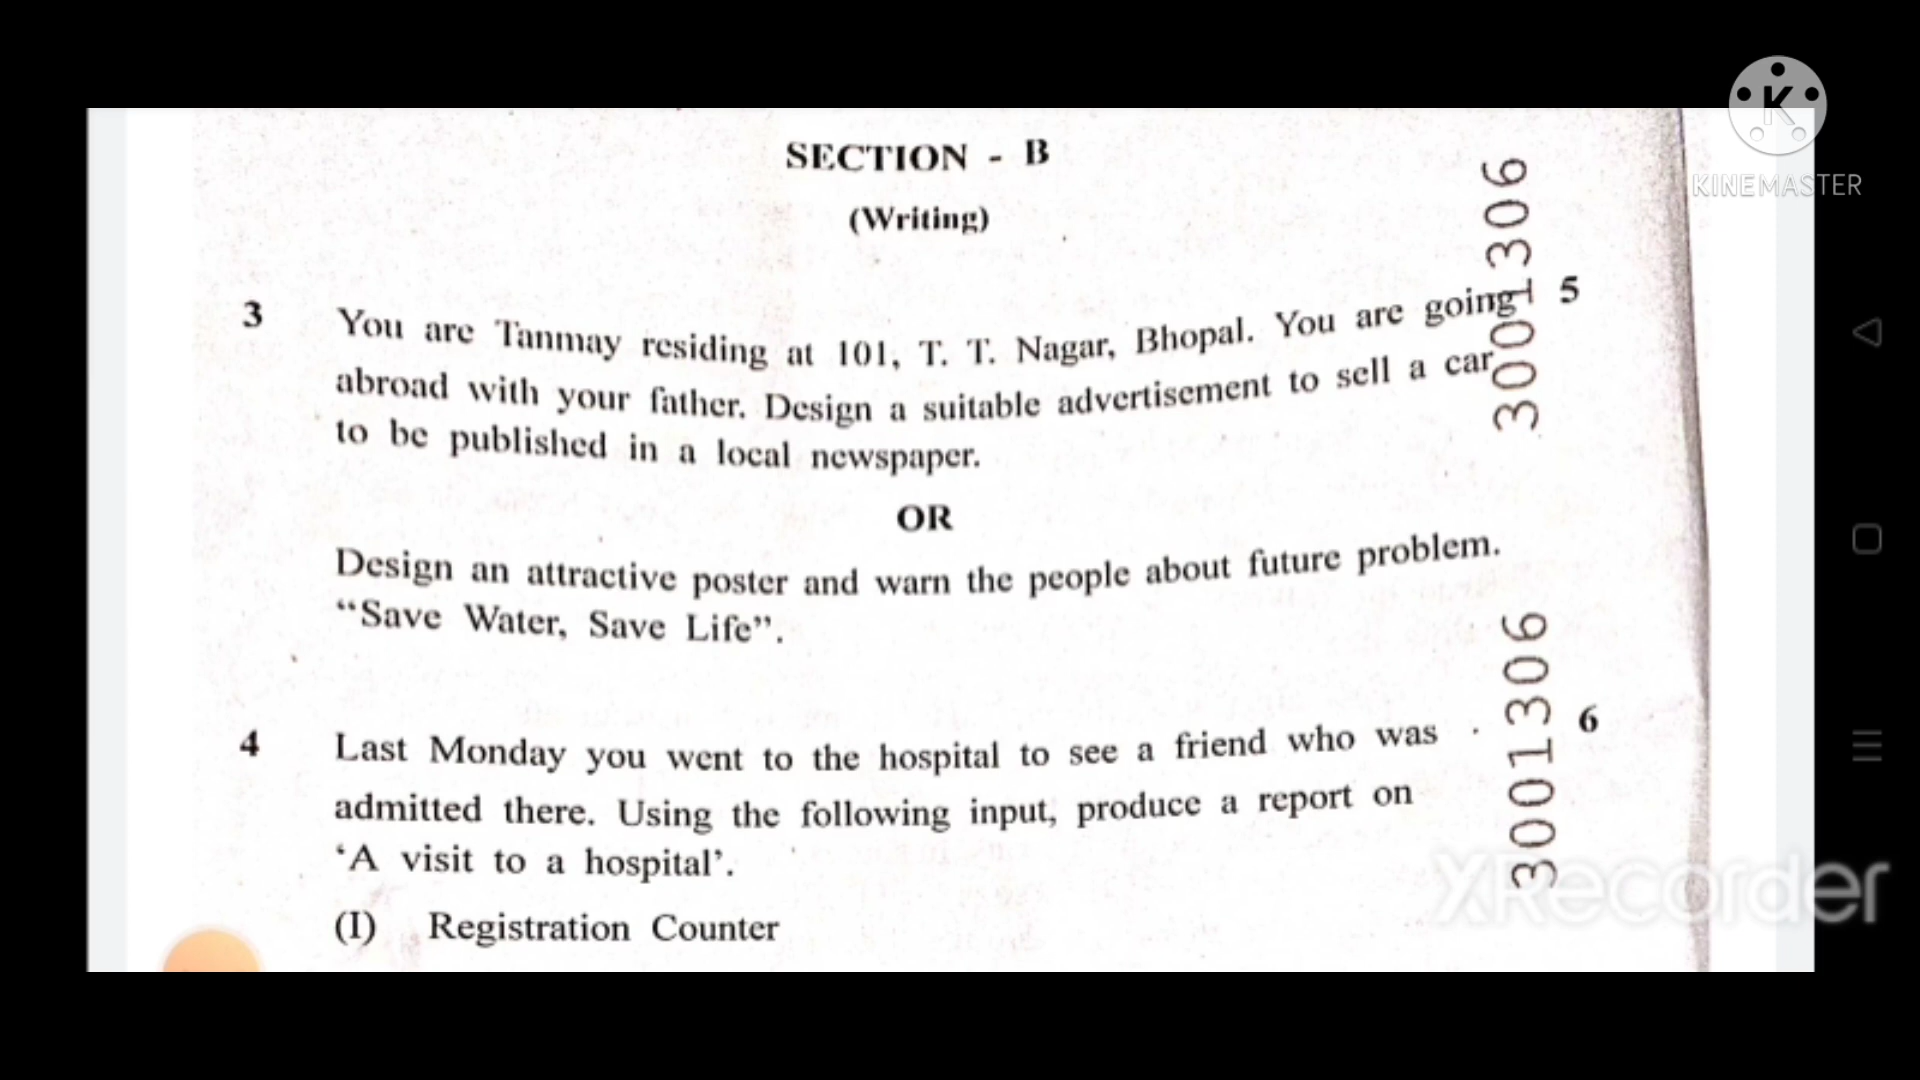 SECTION - B
(Writing)
3 You are Tanmay residing at 101, T. T. Nagar, Bhopal. You are going 5
abroad with your father. Design a suitable advertisement to sell a car
to be published in a local newspaper.
OR
Design an attractive poster and warn the people about future problem.
“Save Water, Save Life”.
4 Last Monday you went to the hospital to see a friend who was 6
admitted there. Using the following input, produce a report on
‘A visit to a hospital’.
(I) Registration Counter
3001306
3001306
K
KINEMASTER
XRecorder